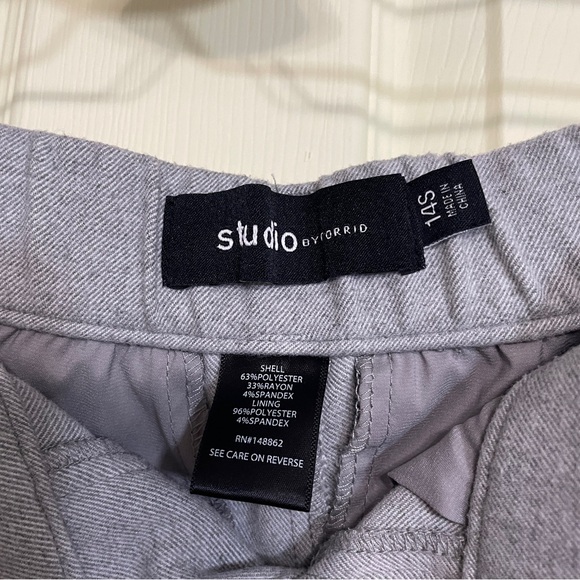 studio BY TORRID
14S
MADE IN
CHINA
SHELL
63%POLYESTER
33%RAYON
4%SPANDEX
LINING
96%POLYESTER
4%SPANDEX
RN#148862
SEE CARE ON REVERSE